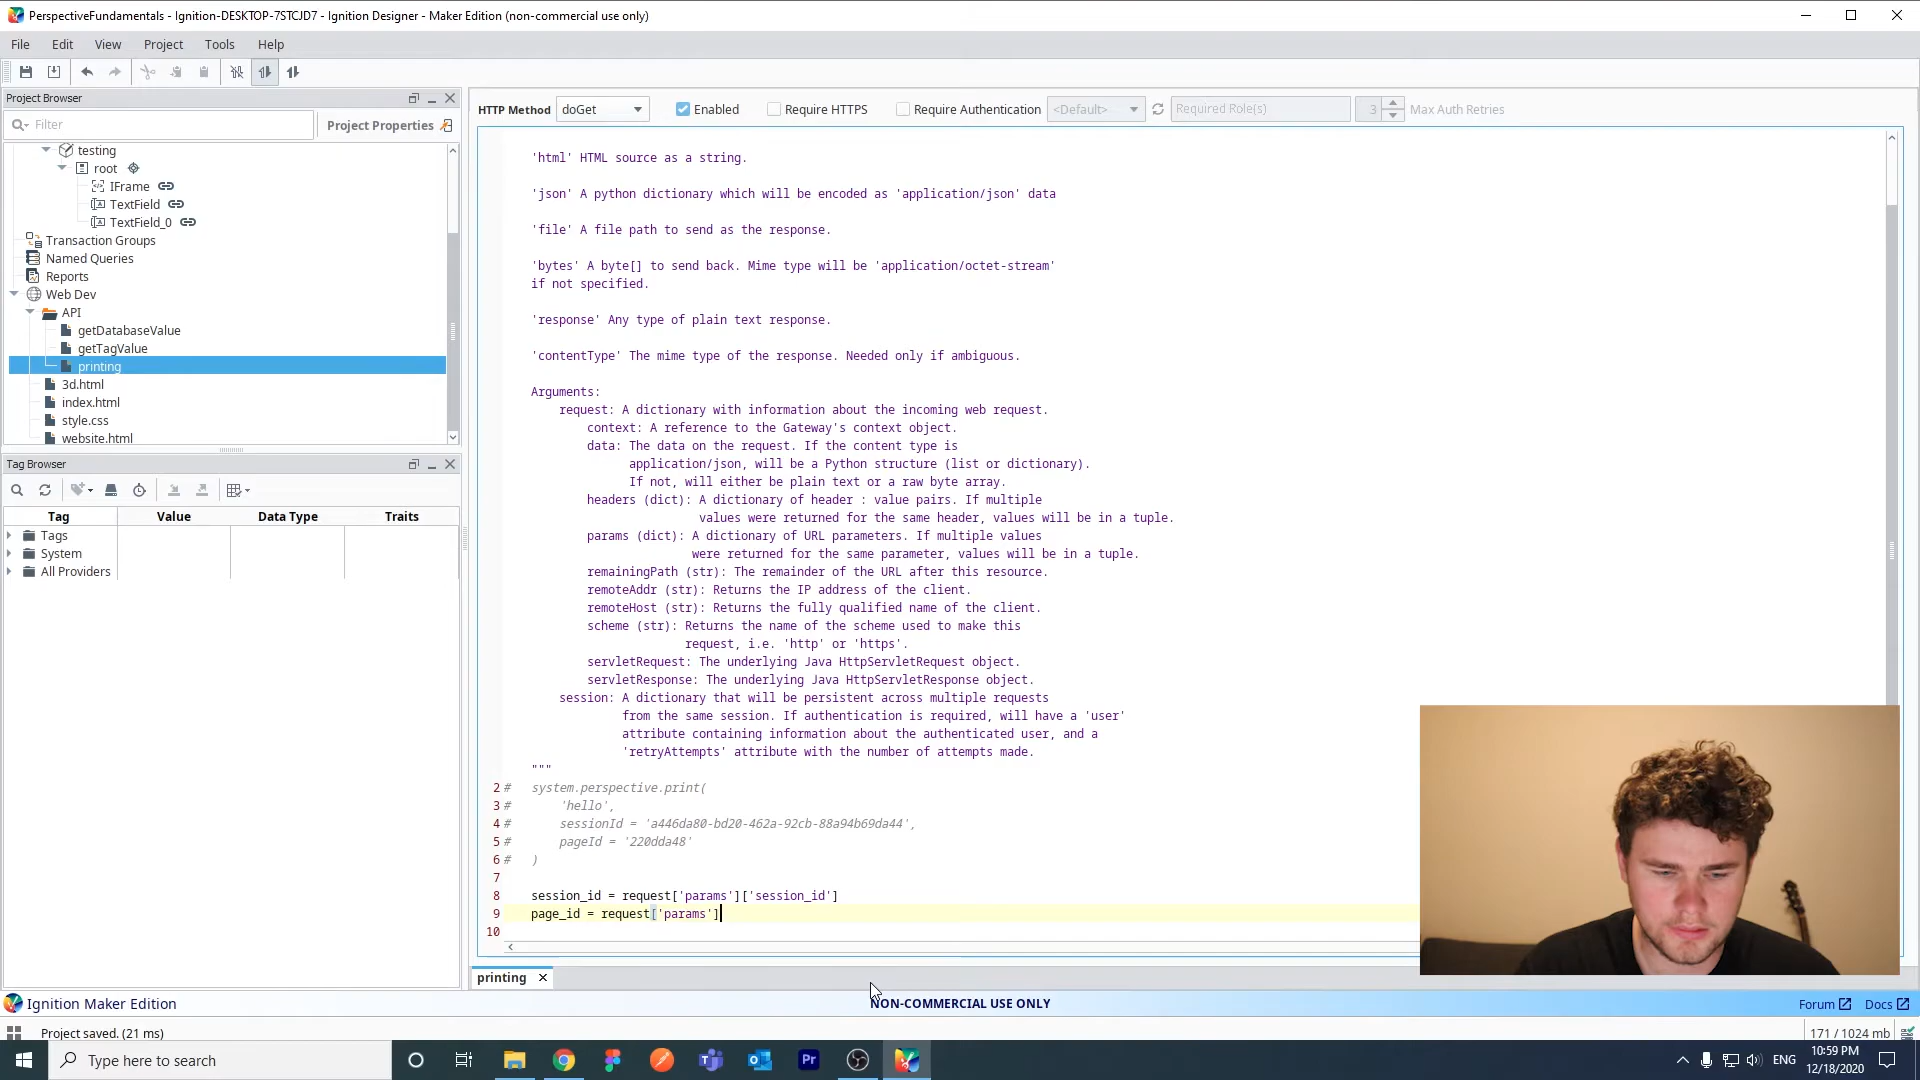 PerspectiveFundamentals - Ignition-DESKTOP-7STCJD7 - Ignition Designer - Maker Edition (non-commercial use only)
File Edit View Project Tools Help
Project Browser
Filter
Project Properties
testing
root
IFrame
TextField
TextField_0
Transaction Groups
Named Queries
Reports
Web Dev
API
getDatabaseValue
getTagValue
printing
3d.html
index.html
style.css
website.html
Tag Browser
Tag Value Data Type Traits
Tags
System
All Providers
HTTP Method doGet Enabled Require HTTPS Require Authentication <Default> Required Role(s) 3 Max Auth Retries
'html' HTML source as a string.
'json' A python dictionary which will be encoded as 'application/json' data
'file' A file path to send as the response.
'bytes' A byte[] to send back. Mime type will be 'application/octet-stream'
if not specified.
'response' Any type of plain text response.
'contentType' The mime type of the response. Needed only if ambiguous.
Arguments:
request: A dictionary with information about the incoming web request.
context: A reference to the Gateway's context object.
data: The data on the request. If the content type is
application/json, will be a Python structure (list or dictionary).
If not, will either be plain text or a raw byte array.
headers (dict): A dictionary of header : value pairs. If multiple
values were returned for the same header, values will be in a tuple.
params (dict): A dictionary of URL parameters. If multiple values
were returned for the same parameter, values will be in a tuple.
remainingPath (str): The remainder of the URL after this resource.
remoteAddr (str): Returns the IP address of the client.
remoteHost (str): Returns the fully qualified name of the client.
scheme (str): Returns the name of the scheme used to make this
request, i.e. 'http' or 'https'.
servletRequest: The underlying Java HttpServletRequest object.
servletResponse: The underlying Java HttpServletResponse object.
session: A dictionary that will be persistent across multiple requests
from the same session. If authentication is required, will have a 'user'
attribute containing information about the authenticated user, and a
'retryAttempts' attribute with the number of attempts made.
"""
2 # system.perspective.print(
3 # 'hello',
4 # sessionId = 'a446da80-bd20-462a-92cb-88a94b69da44',
5 # pageId = '220dda48'
6 # )
7
8 session_id = request['params']['session_id']
9 page_id = request['params']
10
printing
Ignition Maker Edition
NON-COMMERCIAL USE ONLY
Forum Docs
Project saved. (21 ms)
171 / 1024 mb
Type here to search
Pr
ENG
10:59 PM
12/18/2020